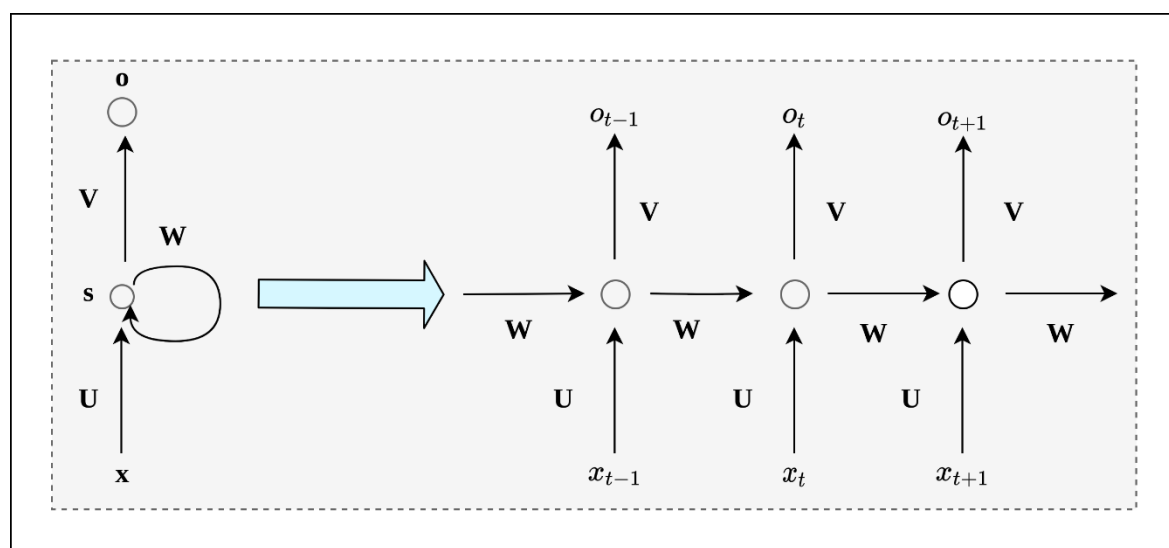 o
o_{t-1} o_t o_{t+1}
V V V V
W
s
W W W W
U U U U
x x_{t-1} x_t x_{t+1}